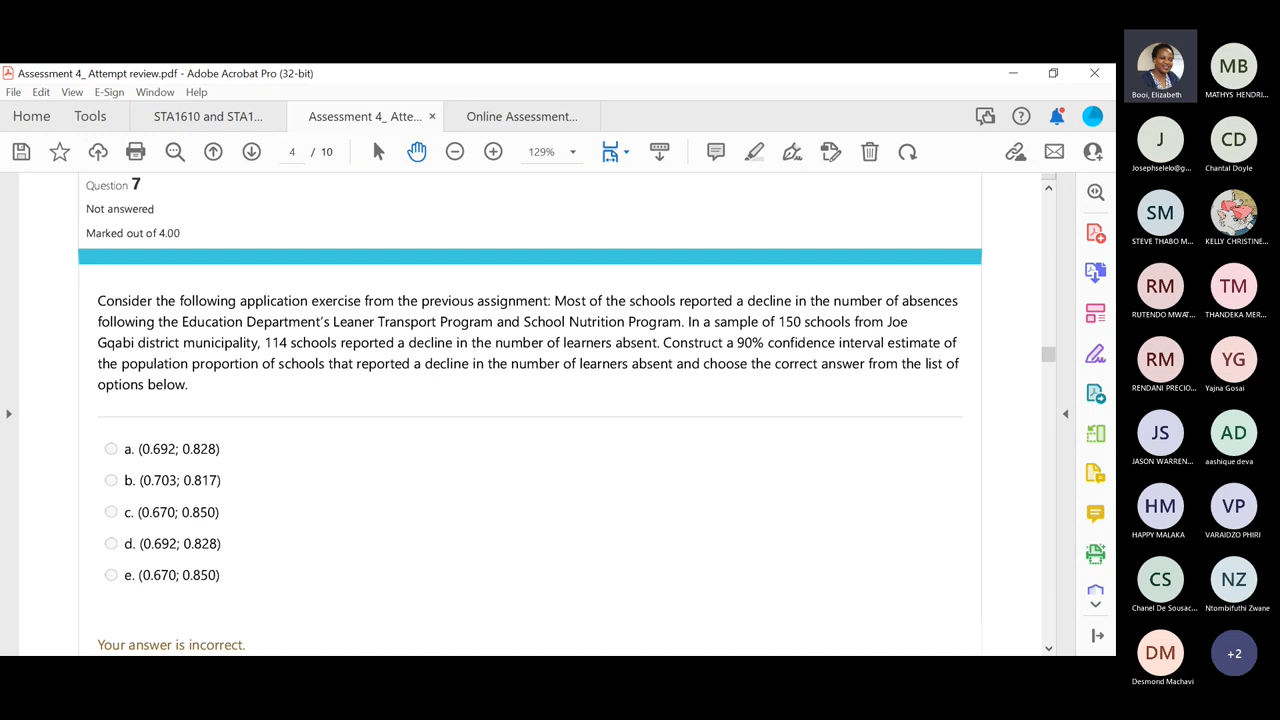 Assessment 4_ Attempt review.pdf - Adobe Acrobat Pro (32-bit)
File Edit View E-Sign Window Help
Home Tools STA1610 and STA1... Assessment 4_ Atte... × Online Assessment...
4 / 10 129%
Question 7
Not answered
Marked out of 4.00
Consider the following application exercise from the previous assignment: Most of the schools reported a decline in the number of absences
following the Education Department's Leaner Transport Program and School Nutrition Program. In a sample of 150 schools from Joe
Gqabi district municipality, 114 schools reported a decline in the number of learners absent. Construct a 90% confidence interval estimate of
the population proportion of schools that reported a decline in the number of learners absent and choose the correct answer from the list of
options below.
a. (0.692; 0.828)
b. (0.703; 0.817)
c. (0.670; 0.850)
d. (0.692; 0.828)
e. (0.670; 0.850)
Your answer is incorrect.
Booi, Elizabeth
MB
MATHYS HENDRI...
J
Josephselelo@g...
CD
Chantal Doyle
SM
STEVE THABO M...
KELLY CHRISTINE...
RM
RUTENDO MWAT...
TM
THANDEKA MER...
RM
RENDANI PRECIO...
YG
Yajna Gosai
JS
JASON WARREN...
AD
aashique deva
HM
HAPPY MALAKA
VP
VARAIDZO PHIRI
CS
Chanel De Sousac...
NZ
Ntombifuthi Zwane
DM
Desmond Machavi
+2